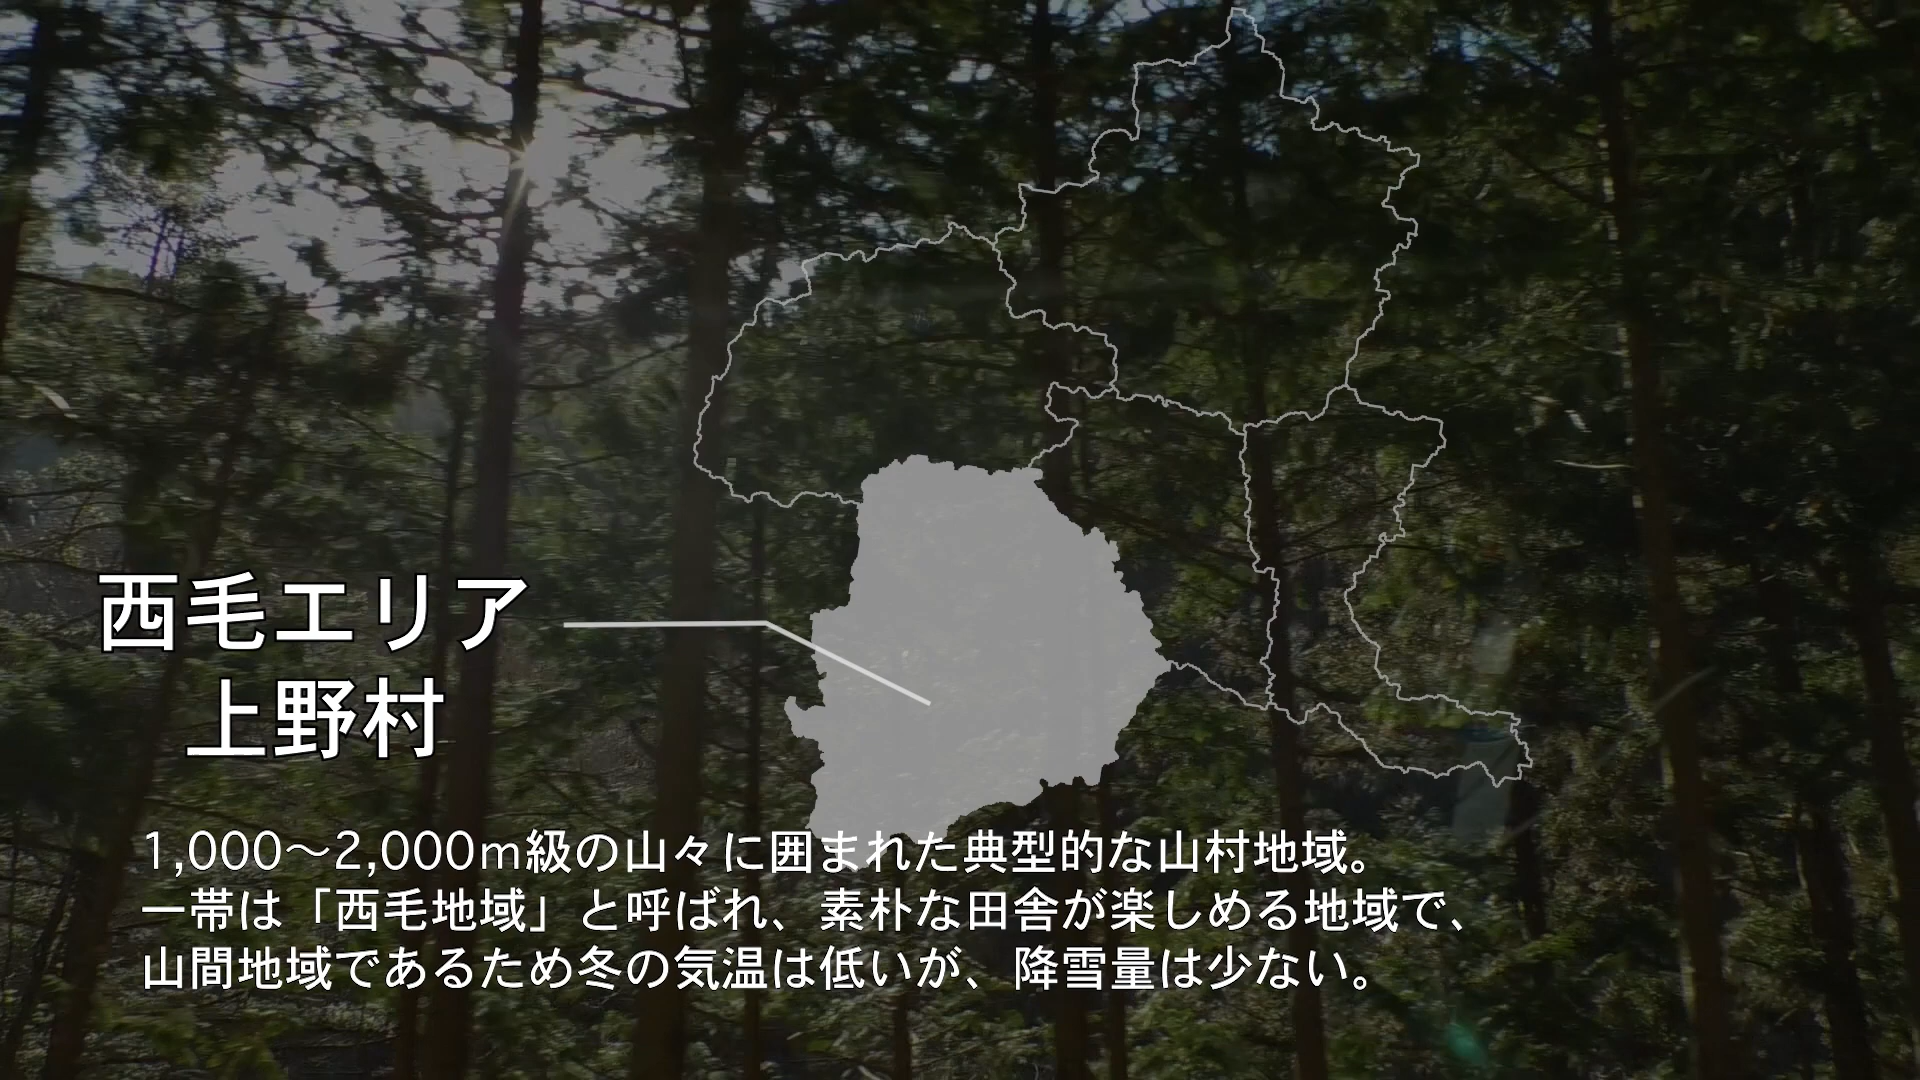 西毛エリア
上野村
1,000～2,000m級の山々に囲まれた典型的な山村地域。
一帯は「西毛地域」と呼ばれ、素朴な田舎が楽しめる地域で、
山間地域であるため冬の気温は低いが、降雪量は少ない。